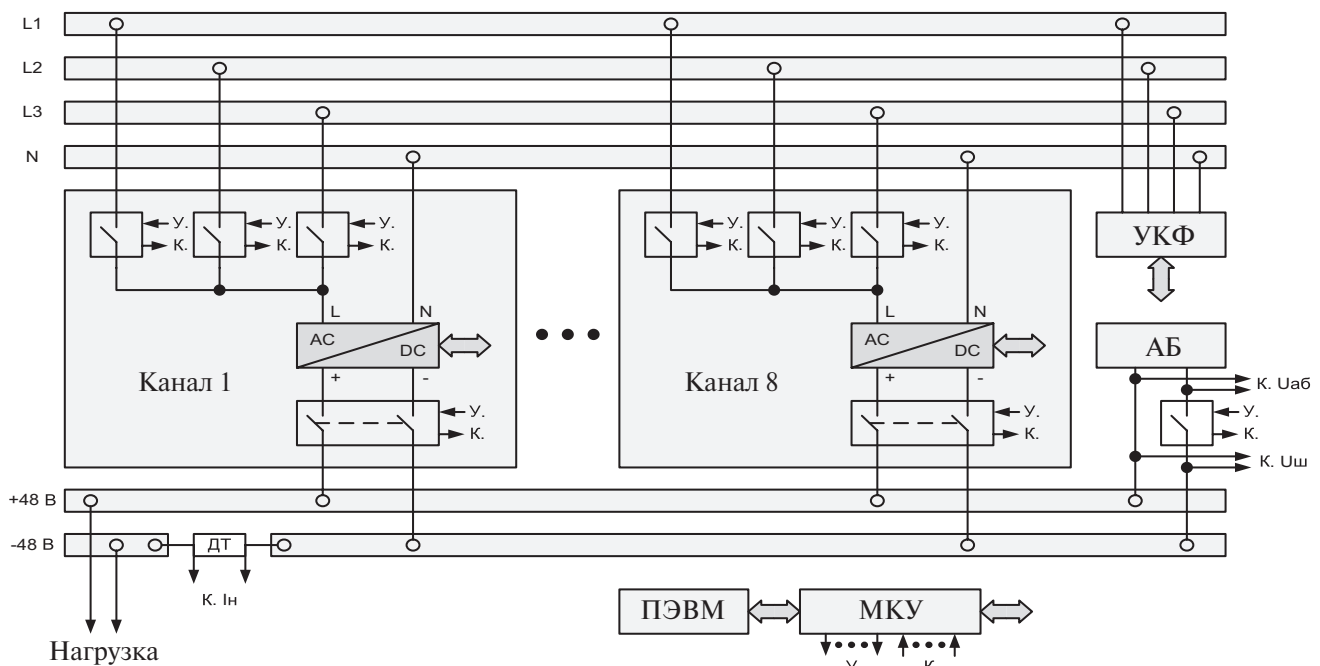 L1
L2
L3
N
У.
К.
У.
К.
У.
К.
У.
К.
У.
К.
У.
К.
УКФ
L
N
AC
DC
Канал 1
+
-
У.
К.
L
N
AC
DC
Канал 8
+
-
У.
К.
АБ
К. Uаб
У.
К.
К. Uш
+48 В
-48 В
ДТ
К. Iн
Нагрузка
ПЭВМ
МКУ
У.
К.